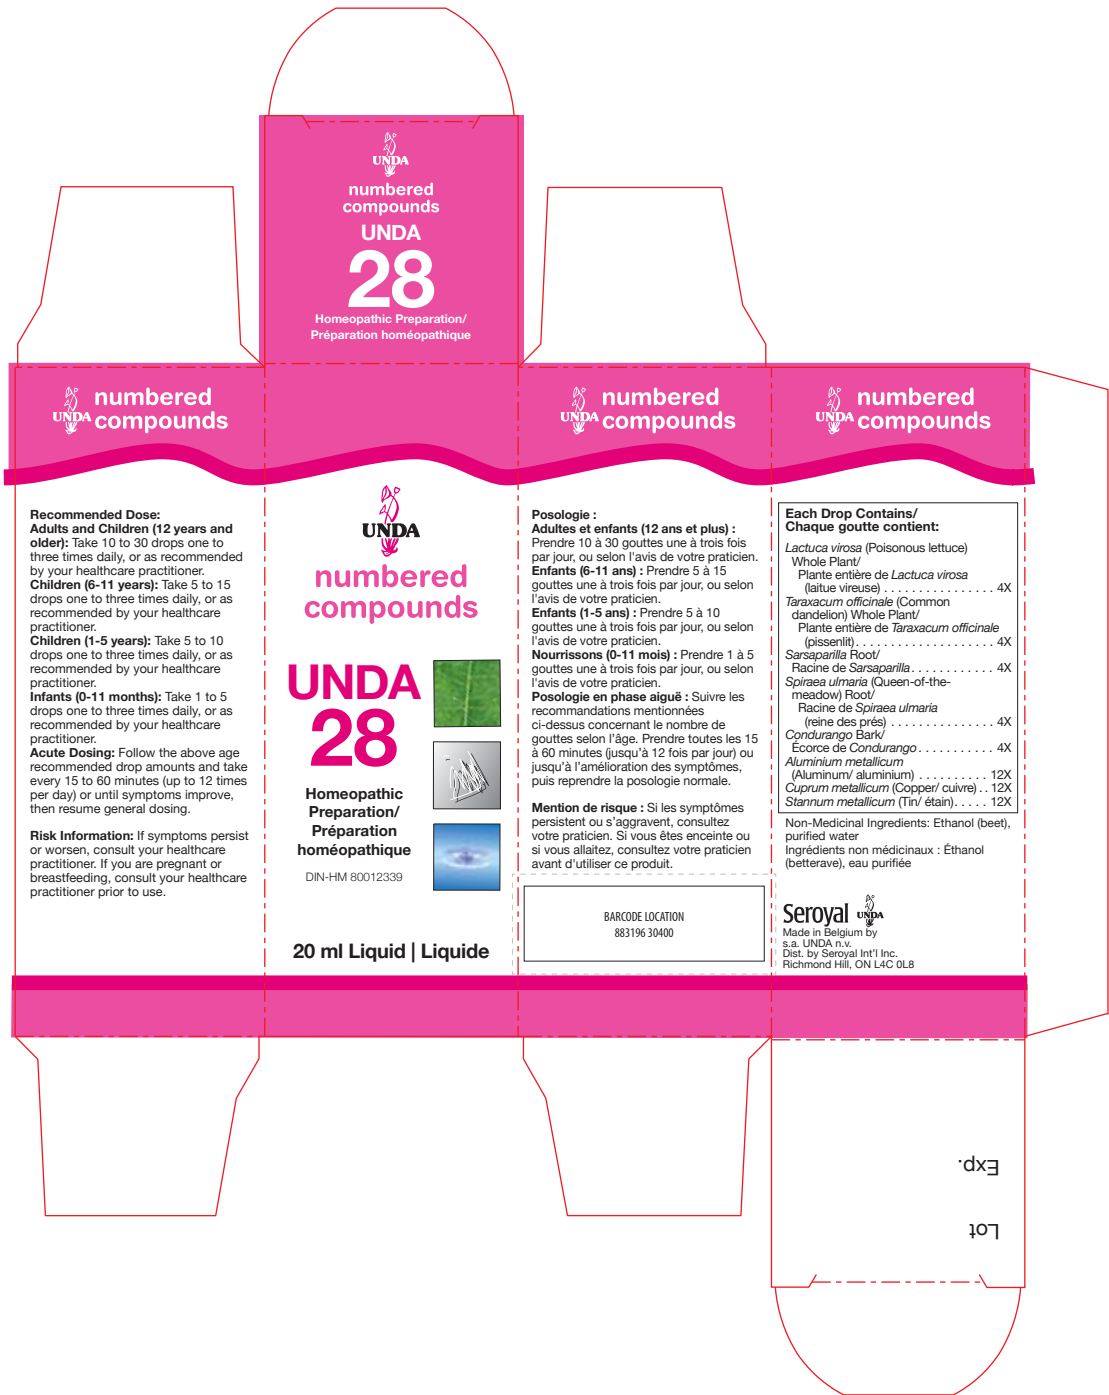 UNDA
numbered
compounds
UNDA
28
Homeopathic Preparation/
Préparation homéopathique
UNDA
numbered
compounds
UNDA
numbered
compounds
UNDA
numbered
compounds
Recommended Dose:
Adults and Children (12 years and
older): Take 10 to 30 drops one to
three times daily, or as recommended
by your healthcare practitioner.
Children (6-11 years): Take 5 to 15
drops one to three times daily, or as
recommended by your healthcare
practitioner.
Children (1-5 years): Take 5 to 10
drops one to three times daily, or as
recommended by your healthcare
practitioner.
Infants (0-11 months): Take 1 to 5
drops one to three times daily, or as
recommended by your healthcare
practitioner.
Acute Dosing: Follow the above age
recommended drop amounts and take
every 15 to 60 minutes (up to 12 times
per day) or until symptoms improve,
then resume general dosing.
Risk Information: If symptoms persist
or worsen, consult your healthcare
practitioner. If you are pregnant or
breastfeeding, consult your healthcare
practitioner prior to use.
UNDA
numbered
compounds
UNDA
28
Homeopathic
Preparation/
Préparation
homéopathique
DIN-HM 80012339
20 ml Liquid | Liquide
Posologie :
Adultes et enfants (12 ans et plus) :
Prendre 10 à 30 gouttes une à trois fois
par jour, ou selon l'avis de votre praticien.
Enfants (6-11 ans) : Prendre 5 à 15
gouttes une à trois fois par jour, ou selon
l'avis de votre praticien.
Enfants (1-5 ans) : Prendre 5 à 10
gouttes une à trois fois par jour, ou selon
l'avis de votre praticien.
Nourrissons (0-11 mois) : Prendre 1 à 5
gouttes une à trois fois par jour, ou selon
l'avis de votre praticien.
Posologie en phase aiguë : Suivre les
recommandations mentionnées
ci-dessus concernant le nombre de
gouttes selon l'âge. Prendre toutes les 15
à 60 minutes (jusqu'à 12 fois par jour) ou
jusqu'à l'amélioration des symptômes,
puis reprendre la posologie normale.
Mention de risque : Si les symptômes
persistent ou s'aggravent, consultez
votre praticien. Si vous êtes enceinte ou
si vous allaitez, consultez votre praticien
avant d'utiliser ce produit.
BARCODE LOCATION
883196 30400
Each Drop Contains/
Chaque goutte contient:
Lactuca virosa (Poisonous lettuce)
Whole Plant/
Plante entière de Lactuca virosa
(laitue vireuse) . . . . . . . . . . . . . . . . 4X
Taraxacum officinale (Common
dandelion) Whole Plant/
Plante entière de Taraxacum officinale
(pissenlit). . . . . . . . . . . . . . . . . . . . 4X
Sarsaparilla Root/
Racine de Sarsaparilla. . . . . . . . . . . . 4X
Spiraea ulmaria (Queen-of-the-
meadow) Root/
Racine de Spiraea ulmaria
(reine des prés) . . . . . . . . . . . . . . . 4X
Condurango Bark/
Écorce de Condurango. . . . . . . . . . . 4X
Aluminium metallicum
(Aluminum/ aluminium) . . . . . . . . . . 12X
Cuprum metallicum (Copper/ cuivre) . . 12X
Stannum metallicum (Tin/ étain). . . . . 12X
Non-Medicinal Ingredients: Ethanol (beet),
purified water
Ingrédients non médicinaux : Éthanol
(betterave), eau purifiée
Seroyal UNDA
Made in Belgium by
s.a. UNDA n.v.
Dist. by Seroyal Int'l Inc.
Richmond Hill, ON L4C 0L8
Exp.
Lot